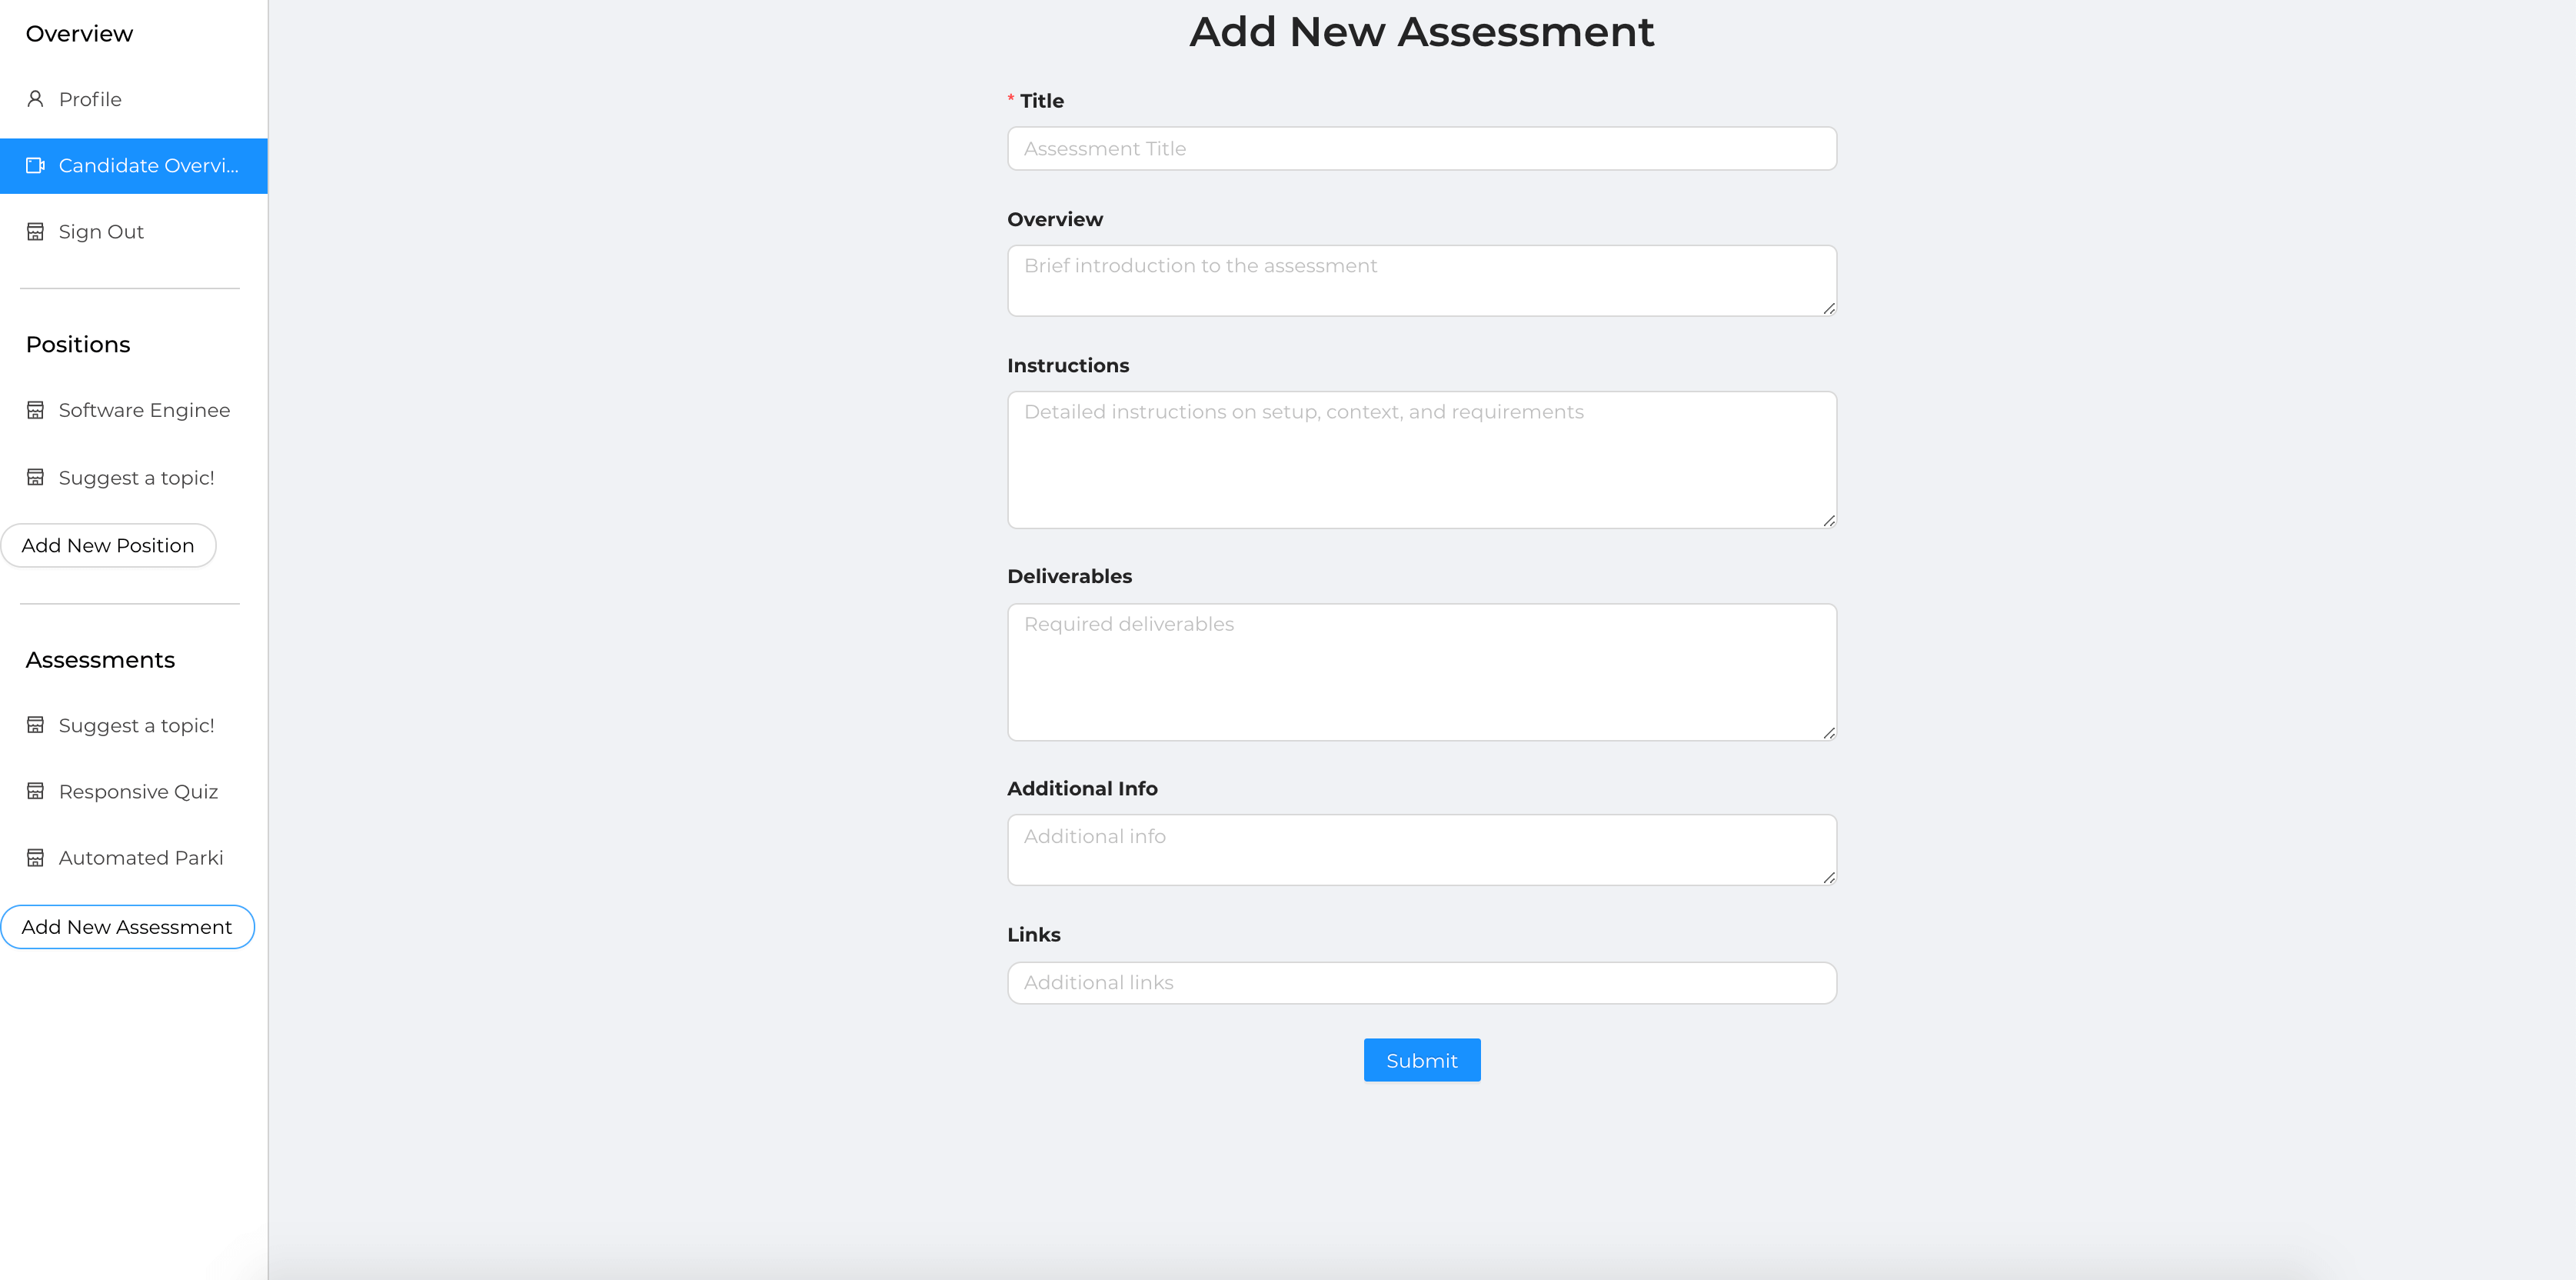 Overview
Profile
Candidate Overvi...
Sign Out
Positions
Software Enginee
Suggest a topic!
Add New Position
Assessments
Suggest a topic!
Responsive Quiz
Automated Parki
Add New Assessment
Add New Assessment
* Title
Assessment Title
Overview
Brief introduction to the assessment
Instructions
Detailed instructions on setup, context, and requirements
Deliverables
Required deliverables
Additional Info
Additional info
Links
Additional links
Submit